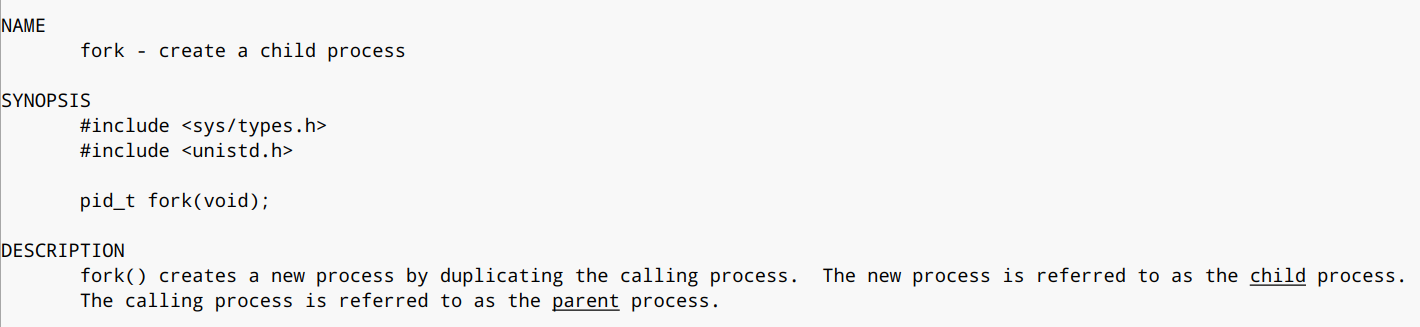 NAME
fork - create a child process
SYNOPSIS
#include <sys/types.h>
#include <unistd.h>
pid_t fork(void);
DESCRIPTION
fork() creates a new process by duplicating the calling process.  The new process is referred to as the child process.
The calling process is referred to as the parent process.